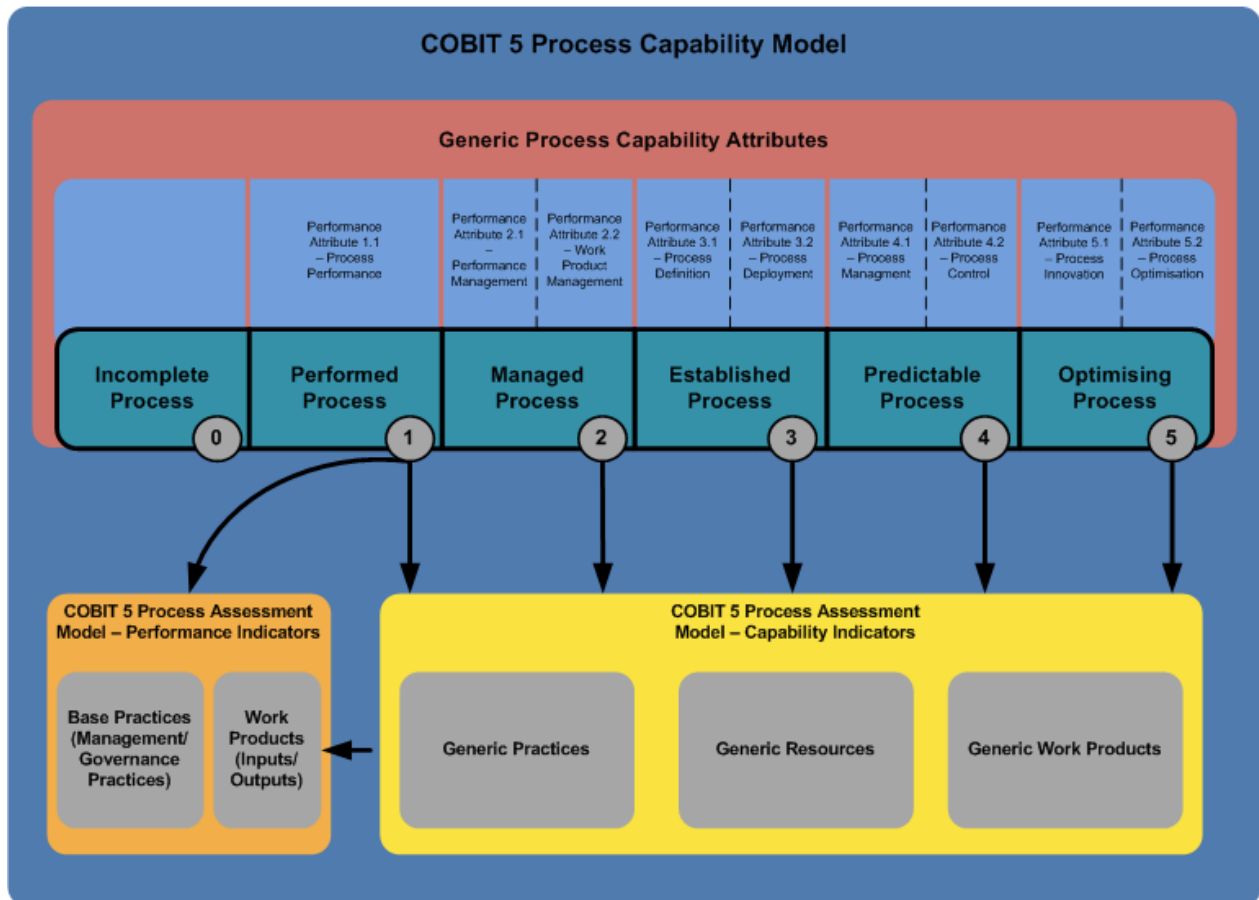 COBIT 5 Process Capability Model
Generic Process Capability Attributes
Performance
Attribute 1.1
– Process
Performance
Performance
Attribute 2.1
–
Performance
Management
Performance
Attribute 2.2
– Work
Product
Management
Performance
Attribute 3.1
– Process
Definition
Performance
Attribute 3.2
– Process
Deployment
Performance
Attribute 4.1
– Process
Managment
Performance
Attribute 4.2
– Process
Control
Performance
Attribute 5.1
– Process
Innovation
Performance
Attribute 5.2
– Process
Optimisation
Incomplete
Process
0
Performed
Process
1
Managed
Process
2
Established
Process
3
Predictable
Process
4
Optimising
Process
5
COBIT 5 Process Assessment
Model – Performance Indicators
Base Practices
(Management/
Governance
Practices)
Work
Products
(Inputs/
Outputs)
COBIT 5 Process Assessment
Model – Capability Indicators
Generic Practices
Generic Resources
Generic Work Products